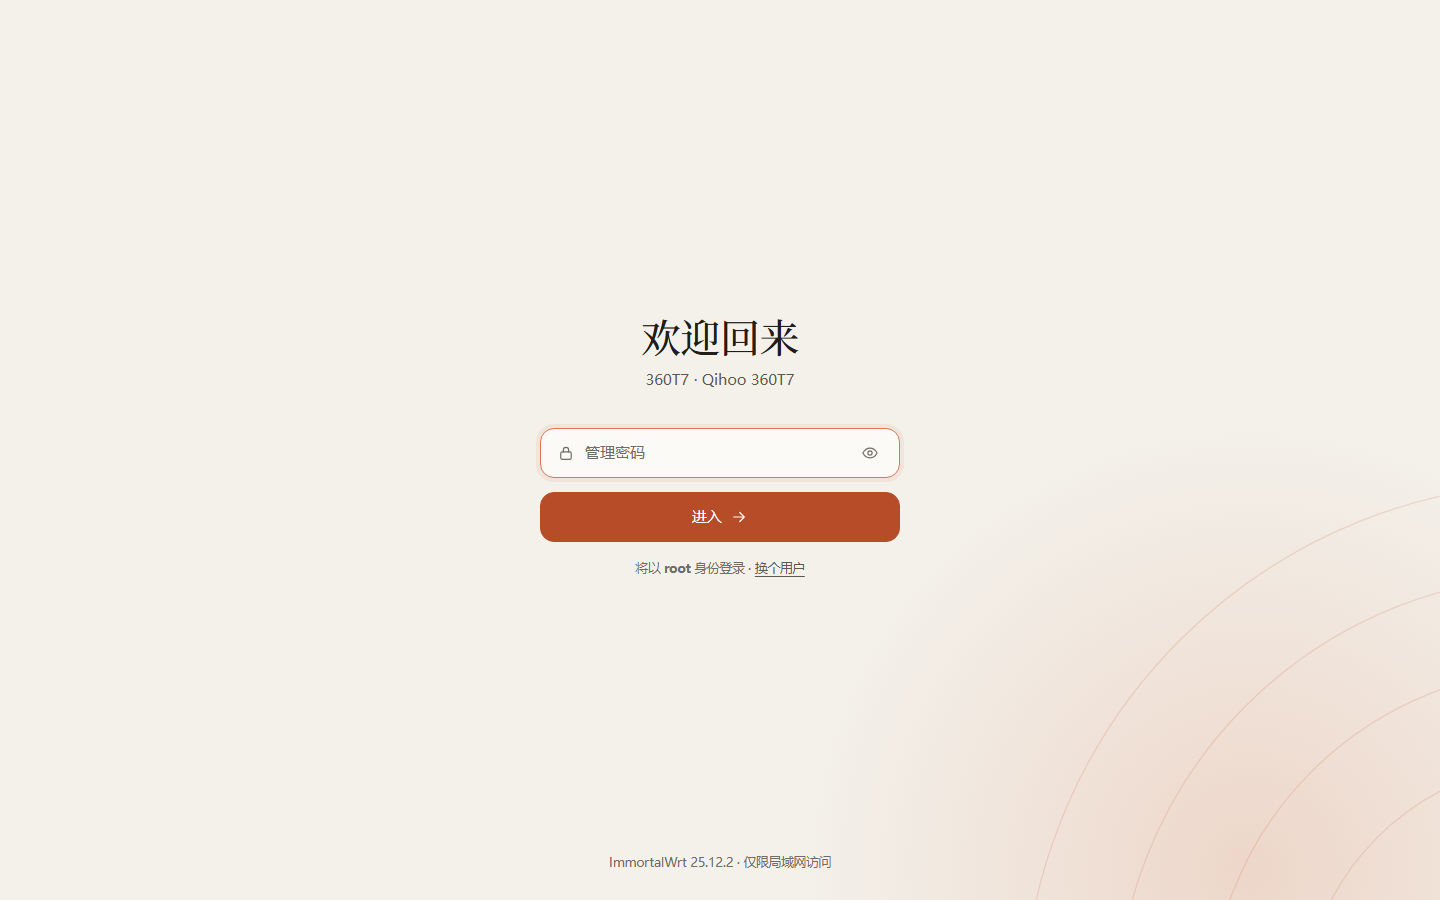 欢迎回来
360T7 · Qihoo 360T7
管理密码
进入 →
将以 root 身份登录 · 换个用户
ImmortalWrt 25.12.2 · 仅限局域网访问